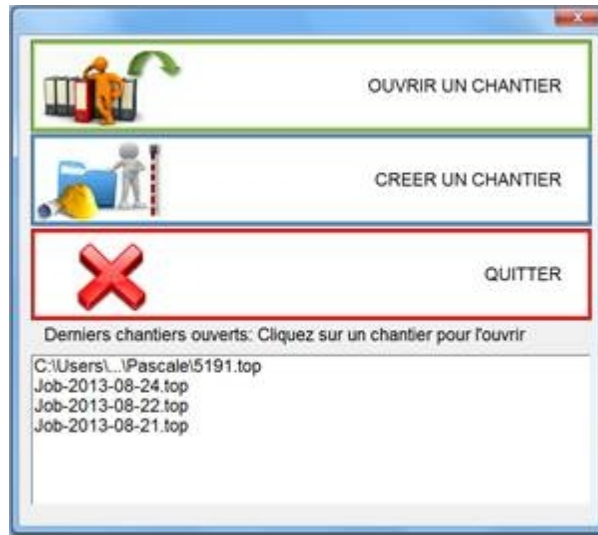 OUVRIR UN CHANTIER
CREER UN CHANTIER
QUITTER
Derniers chantiers ouverts: Cliquez sur un chantier pour l'ouvrir
C:\Users\...\Pascale\5191.top
Job-2013-08-24.top
Job-2013-08-22.top
Job-2013-08-21.top